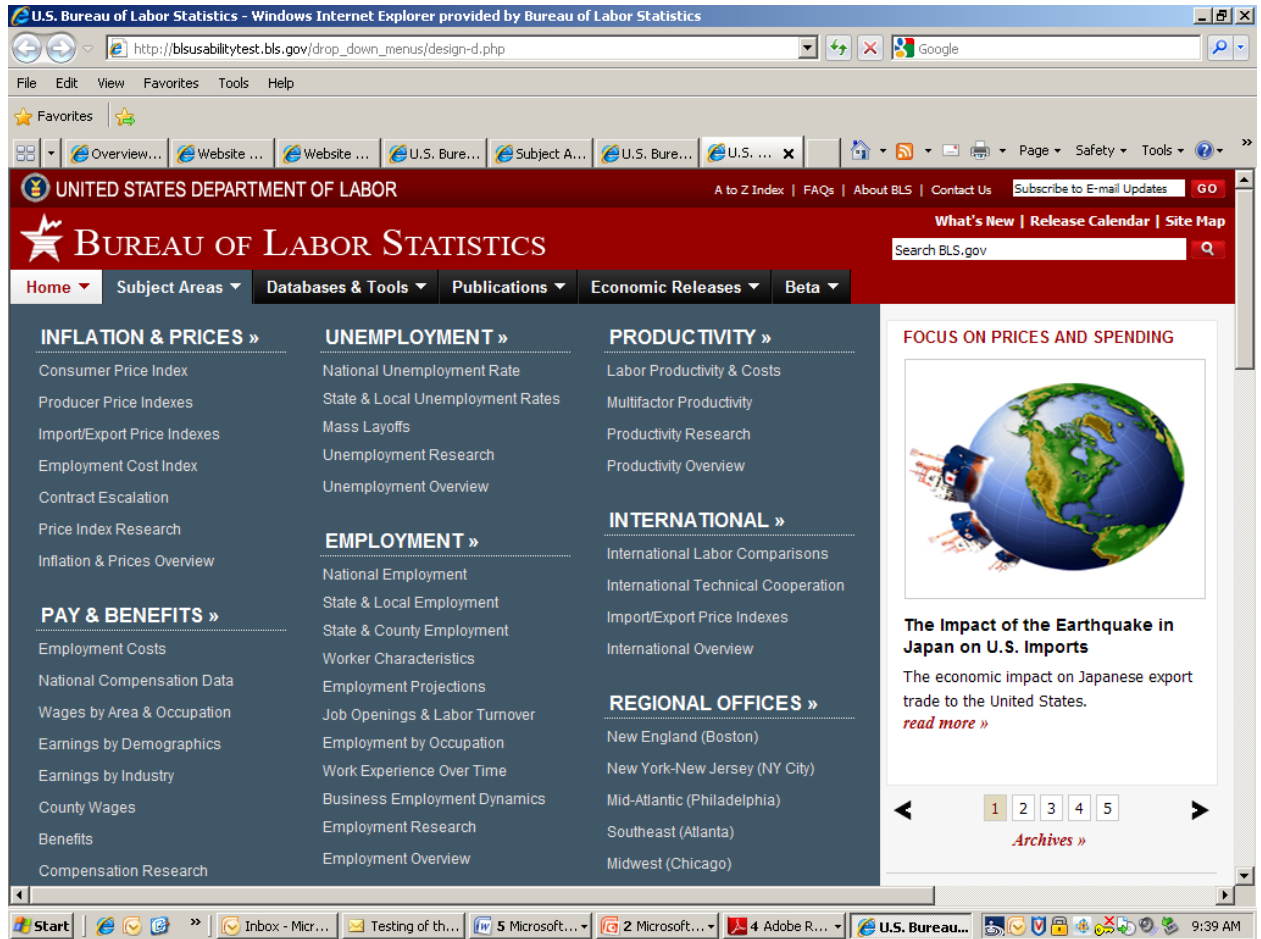 U.S. Bureau of Labor Statistics - Windows Internet Explorer provided by Bureau of Labor Statistics
http://blsusabilitytest.bls.gov/drop_down_menus/design-d.php
Google
File Edit View Favorites Tools Help
Favorites
Overview... Website ... Website ... U.S. Bure... Subject A... U.S. Bure... U.S. ... Page Safety Tools
UNITED STATES DEPARTMENT OF LABOR
A to Z Index | FAQs | About BLS | Contact Us Subscribe to E-mail Updates GO
What's New | Release Calendar | Site Map
BUREAU OF LABOR STATISTICS
Search BLS.gov
Home Subject Areas Databases & Tools Publications Economic Releases Beta
INFLATION & PRICES »
Consumer Price Index
Producer Price Indexes
Import/Export Price Indexes
Employment Cost Index
Contract Escalation
Price Index Research
Inflation & Prices Overview
PAY & BENEFITS »
Employment Costs
National Compensation Data
Wages by Area & Occupation
Earnings by Demographics
Earnings by Industry
County Wages
Benefits
Compensation Research
UNEMPLOYMENT »
National Unemployment Rate
State & Local Unemployment Rates
Mass Layoffs
Unemployment Research
Unemployment Overview
EMPLOYMENT »
National Employment
State & Local Employment
State & County Employment
Worker Characteristics
Employment Projections
Job Openings & Labor Turnover
Employment by Occupation
Work Experience Over Time
Business Employment Dynamics
Employment Research
Employment Overview
PRODUCTIVITY »
Labor Productivity & Costs
Multifactor Productivity
Productivity Research
Productivity Overview
INTERNATIONAL »
International Labor Comparisons
International Technical Cooperation
Import/Export Price Indexes
International Overview
REGIONAL OFFICES »
New England (Boston)
New York-New Jersey (NY City)
Mid-Atlantic (Philadelphia)
Southeast (Atlanta)
Midwest (Chicago)
FOCUS ON PRICES AND SPENDING
The Impact of the Earthquake in
Japan on U.S. Imports
The economic impact on Japanese export
trade to the United States.
read more »
1 2 3 4 5
Archives »
Start Inbox - Micr... Testing of th... 5 Microsoft... 2 Microsoft... 4 Adobe R... U.S. Bureau... 9:39 AM